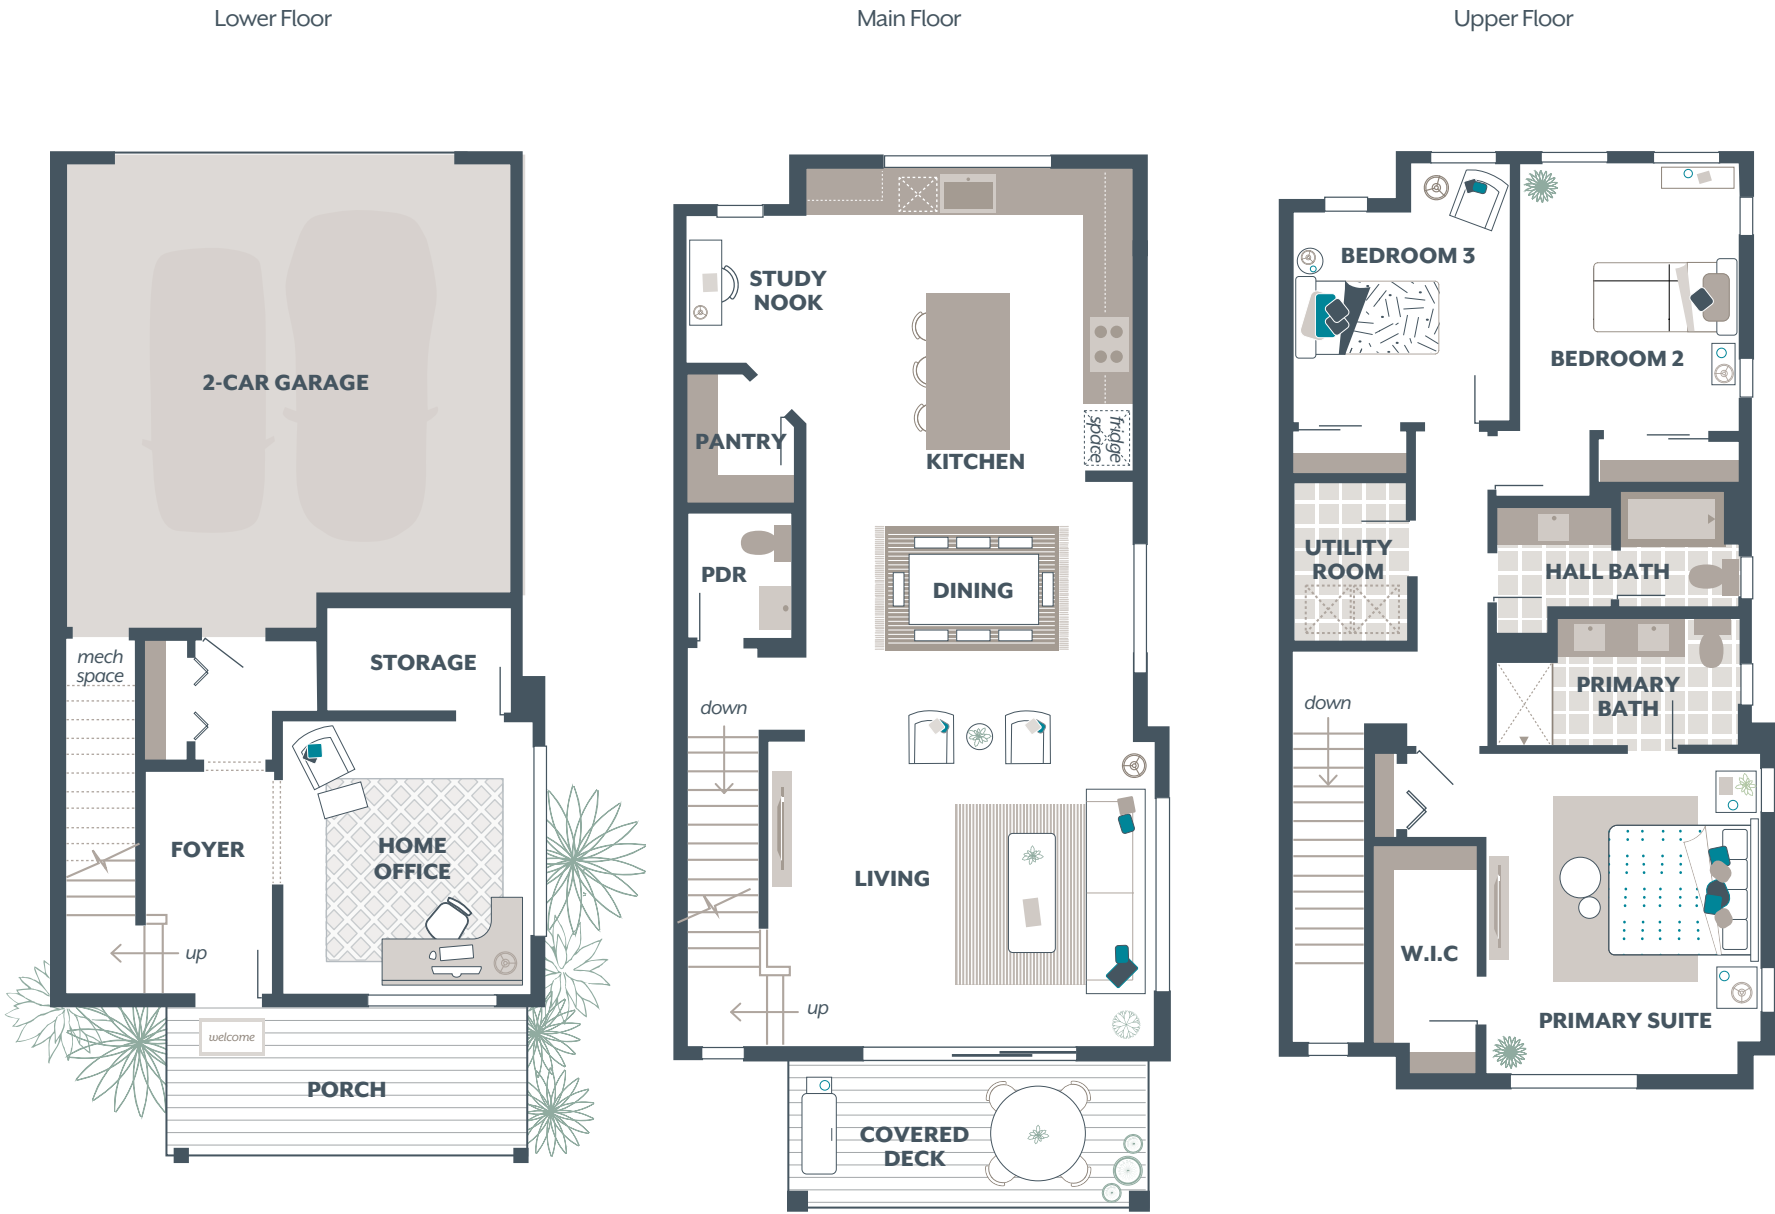 Lower Floor
Main Floor
Upper Floor
2-CAR GARAGE
mech
space
STORAGE
FOYER
HOME
OFFICE
up
welcome
PORCH
STUDY
NOOK
PANTRY
KITCHEN
fridge
space
PDR
DINING
down
LIVING
up
COVERED
DECK
BEDROOM 3
BEDROOM 2
UTILITY
ROOM
HALL BATH
PRIMARY
BATH
down
W.I.C
PRIMARY SUITE